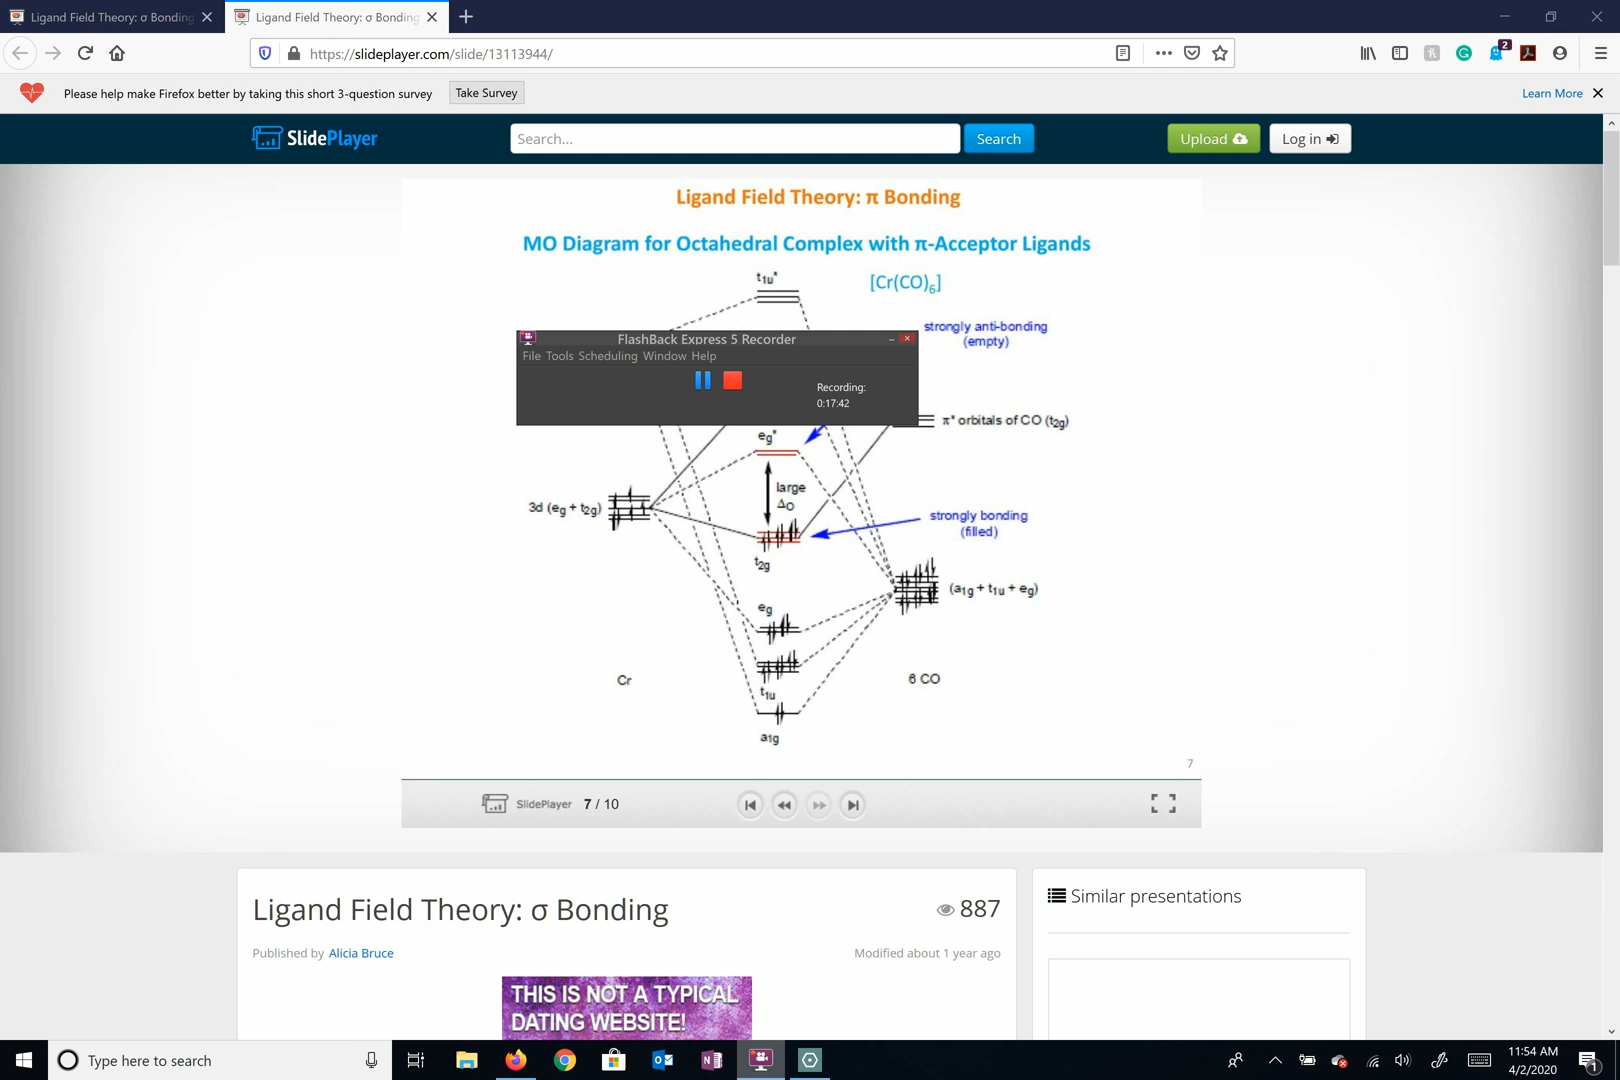 Ligand Field Theory: σ Bonding
Ligand Field Theory: σ Bonding
https://slideplayer.com/slide/13113944/
2
Please help make Firefox better by taking this short 3-question survey
Take Survey
Learn More
SlidePlayer
Search...
Search
Upload
Log in
Ligand Field Theory: π Bonding
MO Diagram for Octahedral Complex with π-Acceptor Ligands
t1u*
[Cr(CO)6]
strongly anti-bonding
(empty)
FlashBack Express 5 Recorder
File Tools Scheduling Window Help
Recording:
0:17:42
π* orbitals of CO (t2g)
eg*
large
ΔO
3d (eg + t2g)
strongly bonding
(filled)
t2g
(a1g + t1u + eg)
eg
Cr
6 CO
t1u
a1g
7
SlidePlayer 7 / 10
Ligand Field Theory: σ Bonding
887
Similar presentations
Published by Alicia Bruce
Modified about 1 year ago
THIS IS NOT A TYPICAL
DATING WEBSITE!
Type here to search
11:54 AM
4/2/2020
1